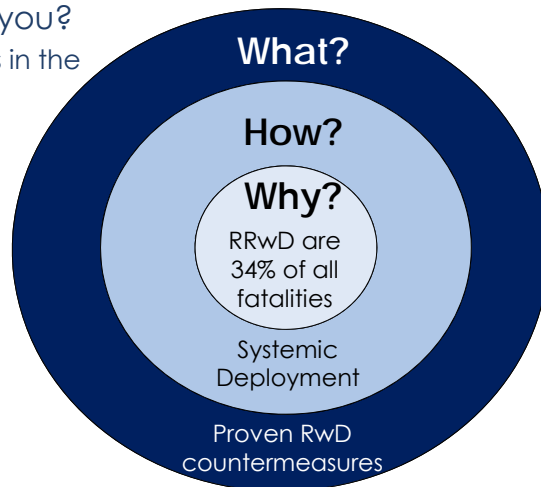 you?
in the
What?
How?
Why?
RRwD are
34% of all
fatalities
Systemic
Deployment
Proven RwD
countermeasures